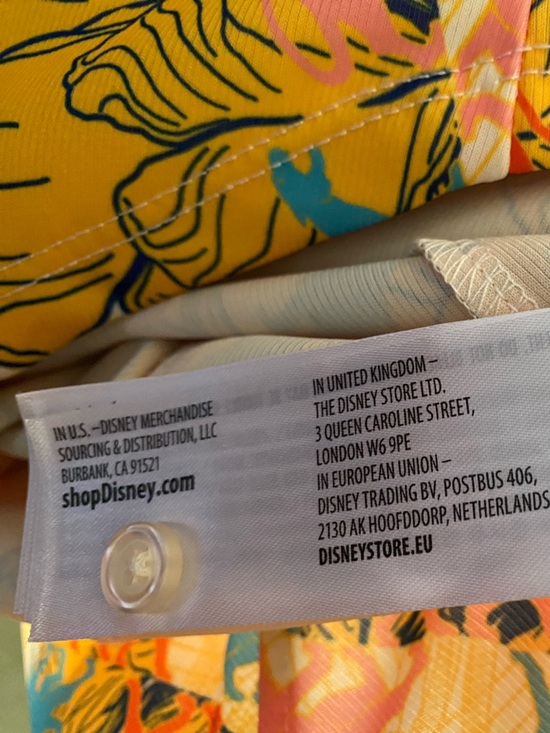 IN U.S. –DISNEY MERCHANDISE
SOURCING & DISTRIBUTION, LLC
BURBANK, CA 91521
shopDisney.com
IN UNITED KINGDOM –
THE DISNEY STORE LTD.
3 QUEEN CAROLINE STREET,
LONDON W6 9PE
IN EUROPEAN UNION –
DISNEY TRADING BV, POSTBUS 406,
2130 AK HOOFDDORP, NETHERLANDS
DISNEYSTORE.EU